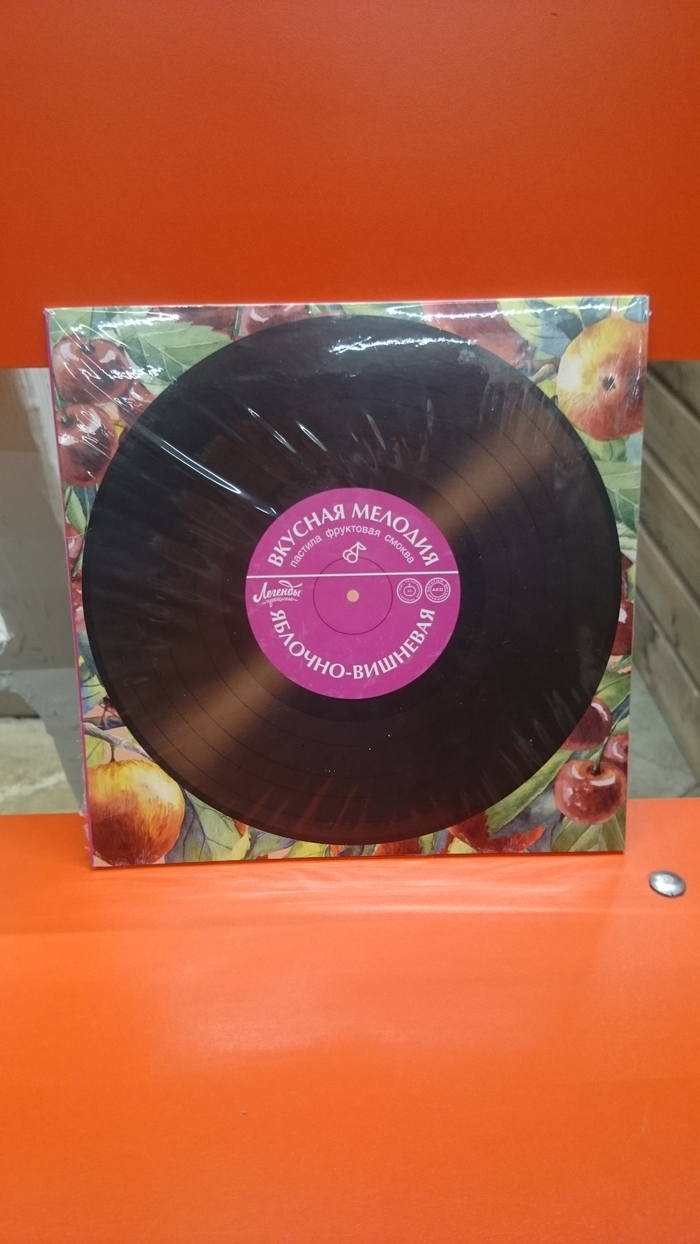 ВКУСНАЯ МЕЛОДИЯ
пастила фруктовая смоква
Легенды
ЯБЛОЧНО-ВИШНЕВАЯ